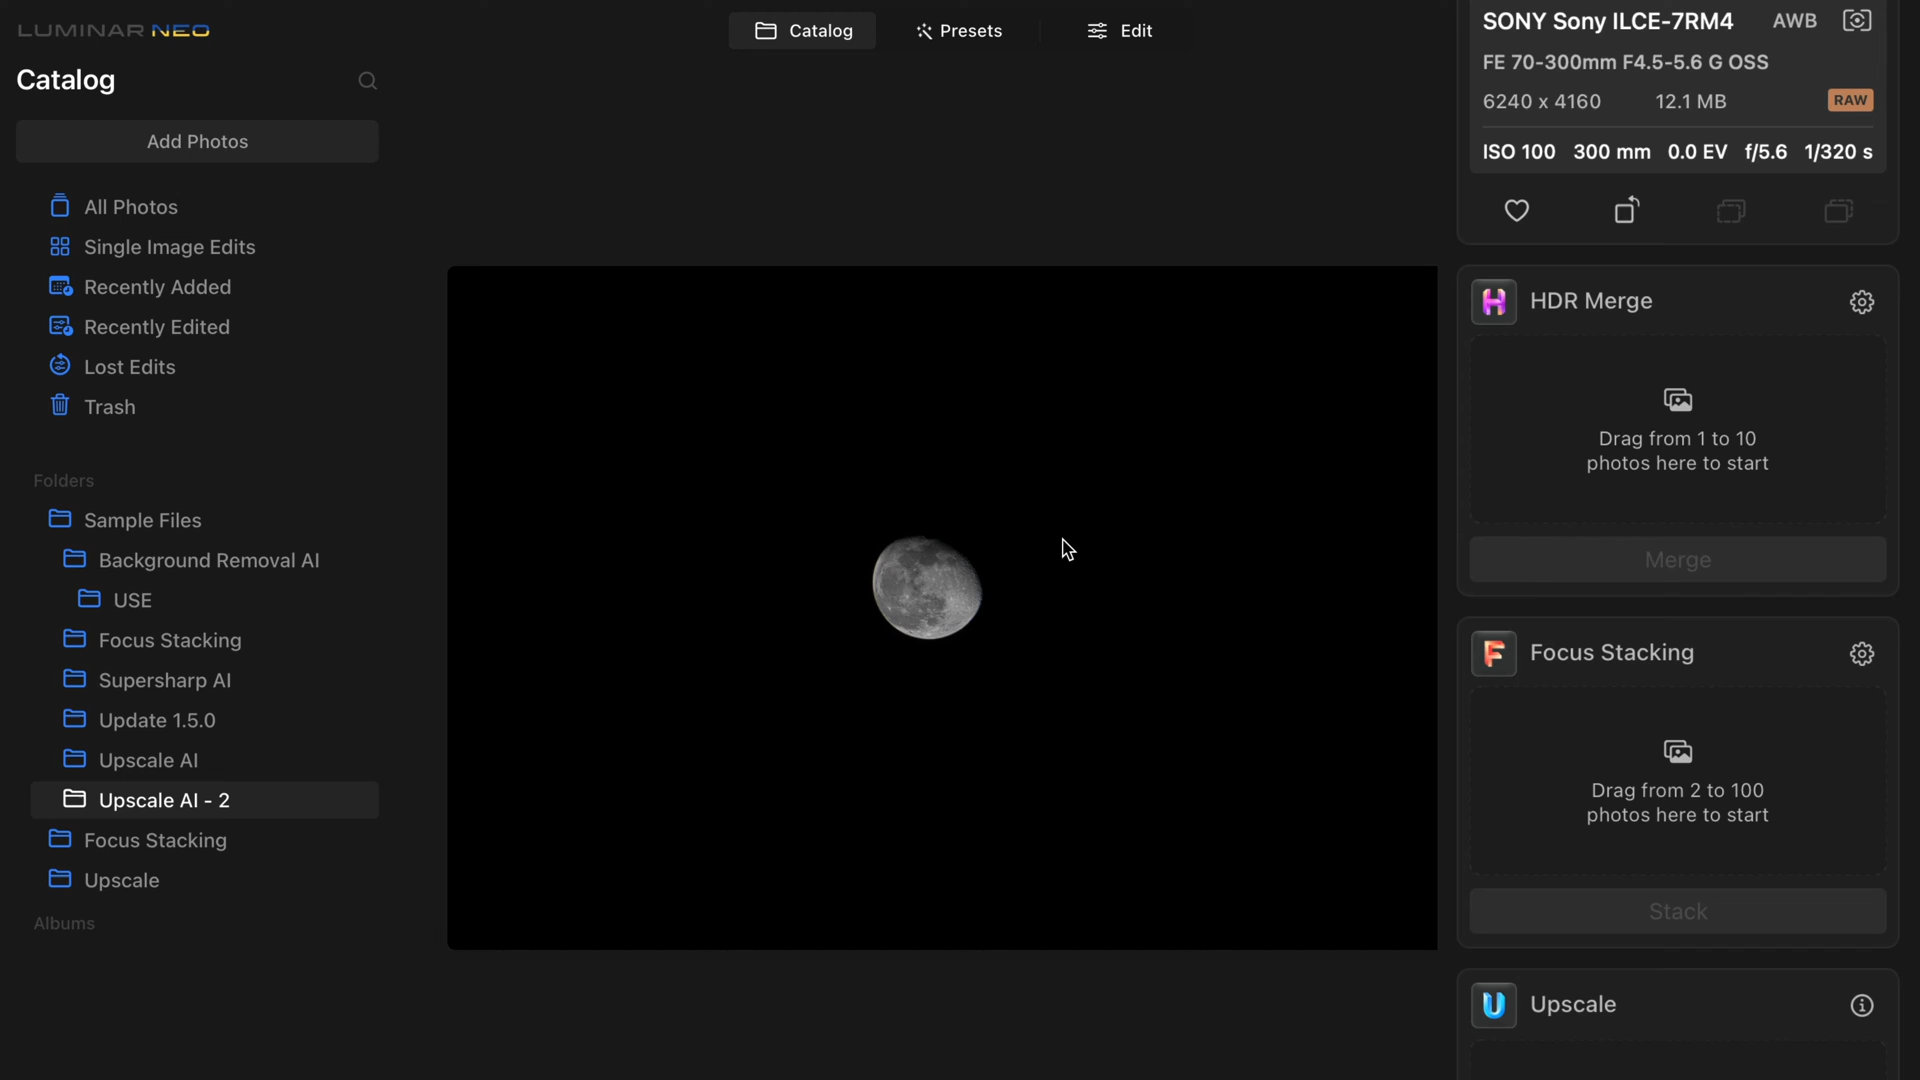 LUMINAR NEO
Catalog
Presets
Edit
Catalog
Add Photos
All Photos
Single Image Edits
Recently Added
Recently Edited
Lost Edits
Trash
Folders
Sample Files
Background Removal AI
USE
Focus Stacking
Supersharp AI
Update 1.5.0
Upscale AI
Upscale AI - 2
Focus Stacking
Upscale
Albums
SONY Sony ILCE-7RM4 AWB
FE 70-300mm F4.5-5.6 G OSS
6240 x 4160 12.1 MB RAW
ISO 100 300 mm 0.0 EV f/5.6 1/320 s
HDR Merge
Drag from 1 to 10
photos here to start
Merge
Focus Stacking
Drag from 2 to 100
photos here to start
Stack
Upscale